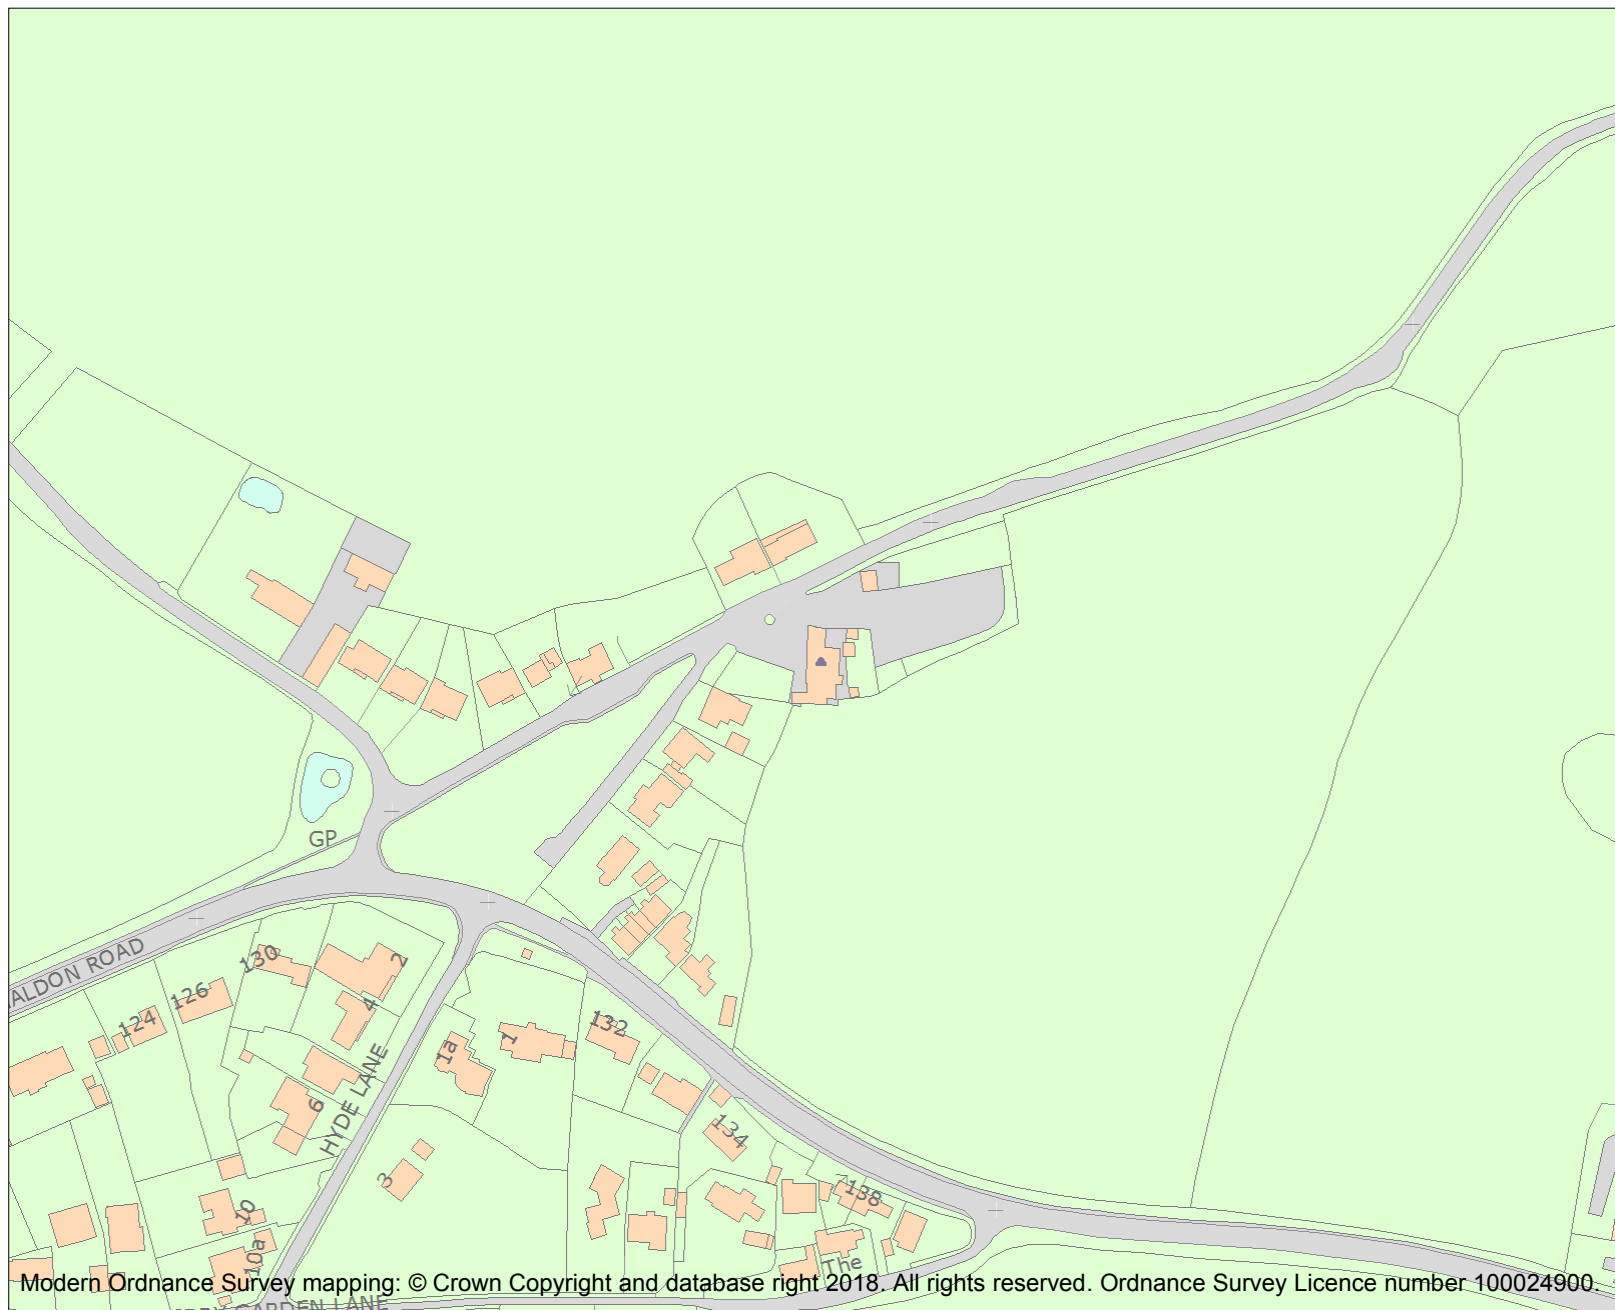 GP
ALDON ROAD
130
2
126
4
124
132
1
1a
HYDE LANE
6
134
3
138
10
10a
The
Modern Ordnance Survey mapping: © Crown Copyright and database right 2018. All rights reserved. Ordnance Survey Licence number 100024900.
GARDEN LANE